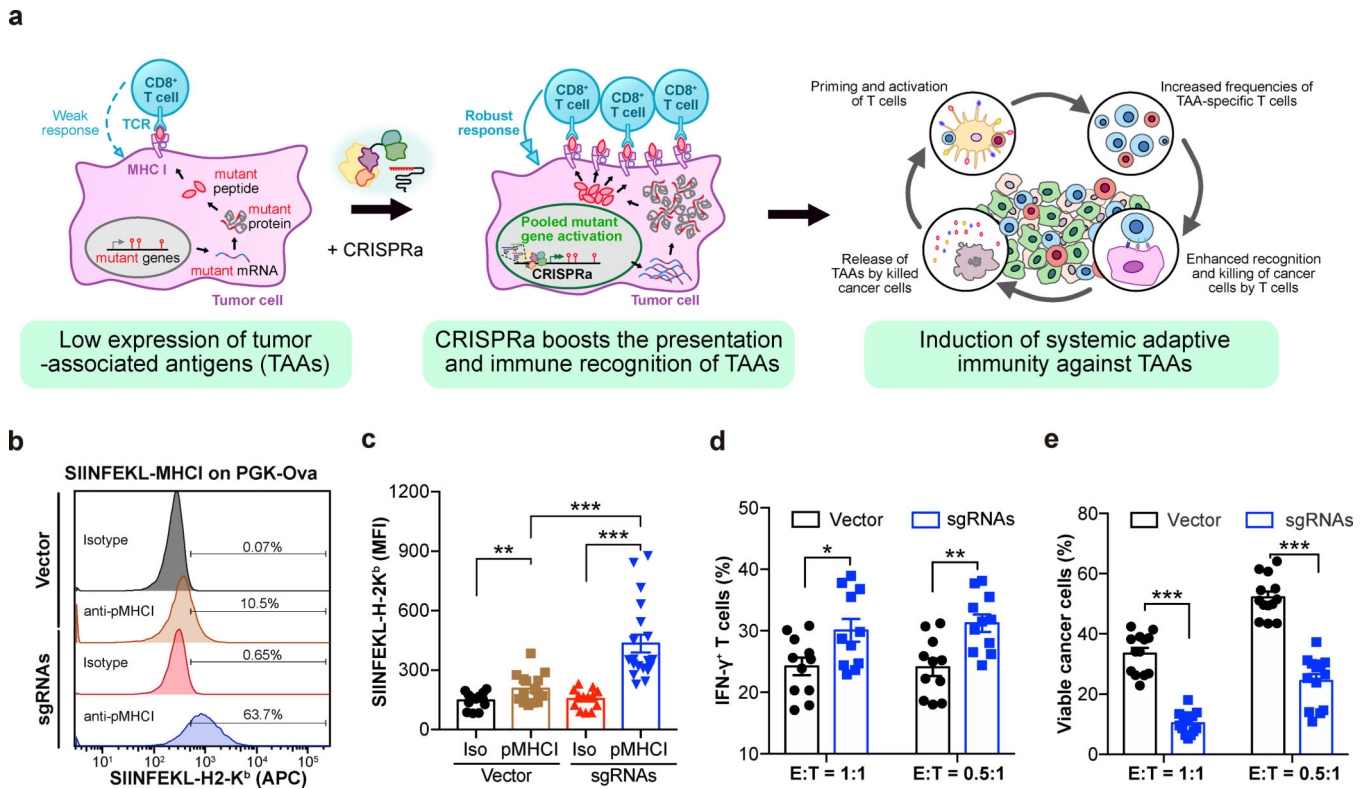 a
CD8⁺
T cell
Weak
response
TCR
MHC I
mutant
peptide
mutant
protein
mutant genes
mutant mRNA
Tumor cell
+ CRISPRa
CD8⁺
T cell
CD8⁺
T cell
CD8⁺
T cell
Robust
response
Pooled mutant
gene activation
CRISPRa
Tumor cell
Priming and activation
of T cells
Increased frequencies of
TAA-specific T cells
Release of
TAAs by killed
cancer cells
Enhanced recognition
and killing of cancer
cells by T cells
Low expression of tumor
-associated antigens (TAAs)
CRISPRa boosts the presentation
and immune recognition of TAAs
Induction of systemic adaptive
immunity against TAAs
b
SIINFEKL-MHCI on PGK-Ova
Vector
sgRNAs
Isotype
0.07%
anti-pMHCI
10.5%
Isotype
0.65%
anti-pMHCI
63.7%
10¹ 10² 10³ 10⁴ 10⁵
SIINFEKL-H2-Kᵇ (APC)
c
SIINFEKL-H-2Kᵇ (MFI)
1200
900
600
300
0
**
***
***
Iso pMHCI Iso pMHCI
Vector sgRNAs
d
Vector sgRNAs
IFN-γ⁺ T cells (%)
50
40
30
20
10
*
**
E:T = 1:1 E:T = 0.5:1
e
Vector sgRNAs
Viable cancer cells (%)
80
60
40
20
0
***
***
E:T = 1:1 E:T = 0.5:1